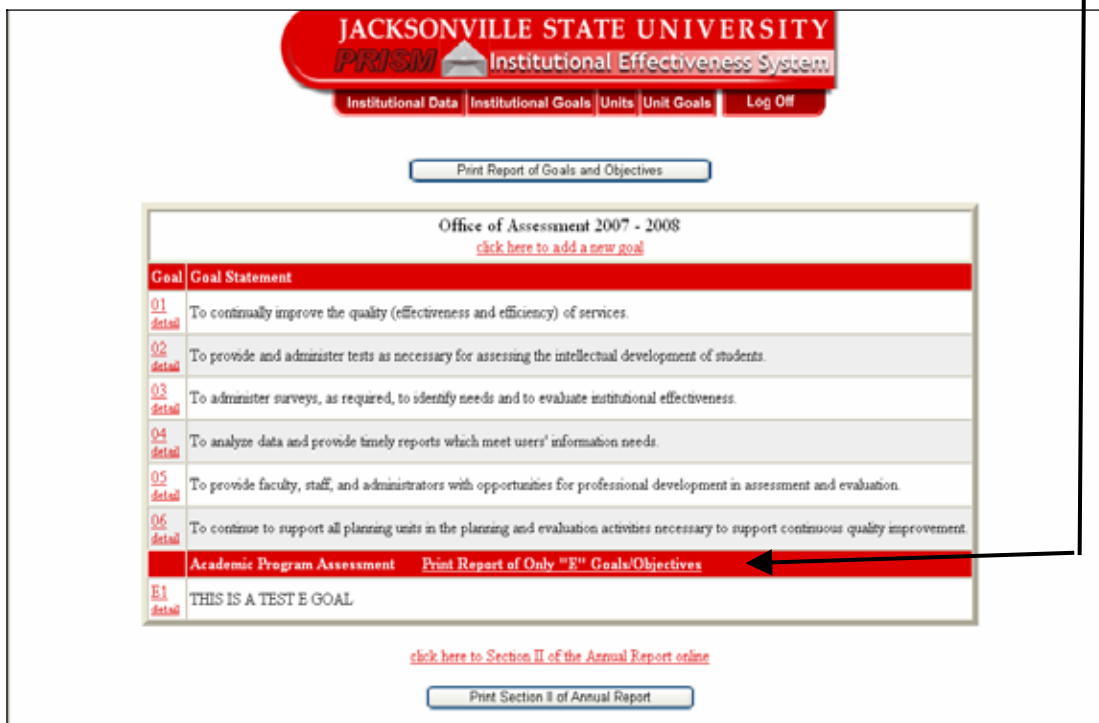 JACKSONVILLE STATE UNIVERSITY
PRISM Institutional Effectiveness System
Institutional Data Institutional Goals Units Unit Goals Log Off
Print Report of Goals and Objectives
Office of Assessment 2007 - 2008
click here to add a new goal
Goal Goal Statement
01 detail To continually improve the quality (effectiveness and efficiency) of services.
02 detail To provide and administer tests as necessary for assessing the intellectual development of students.
03 detail To administer surveys, as required, to identify needs and to evaluate institutional effectiveness.
04 detail To analyze data and provide timely reports which meet users' information needs.
05 detail To provide faculty, staff, and administrators with opportunities for professional development in assessment and evaluation.
06 detail To continue to support all planning units in the planning and evaluation activities necessary to support continuous quality improvement.
Academic Program Assessment Print Report of Only "E" Goals/Objectives
E1 detail THIS IS A TEST E GOAL
click here to Section II of the Annual Report online
Print Section II of Annual Report